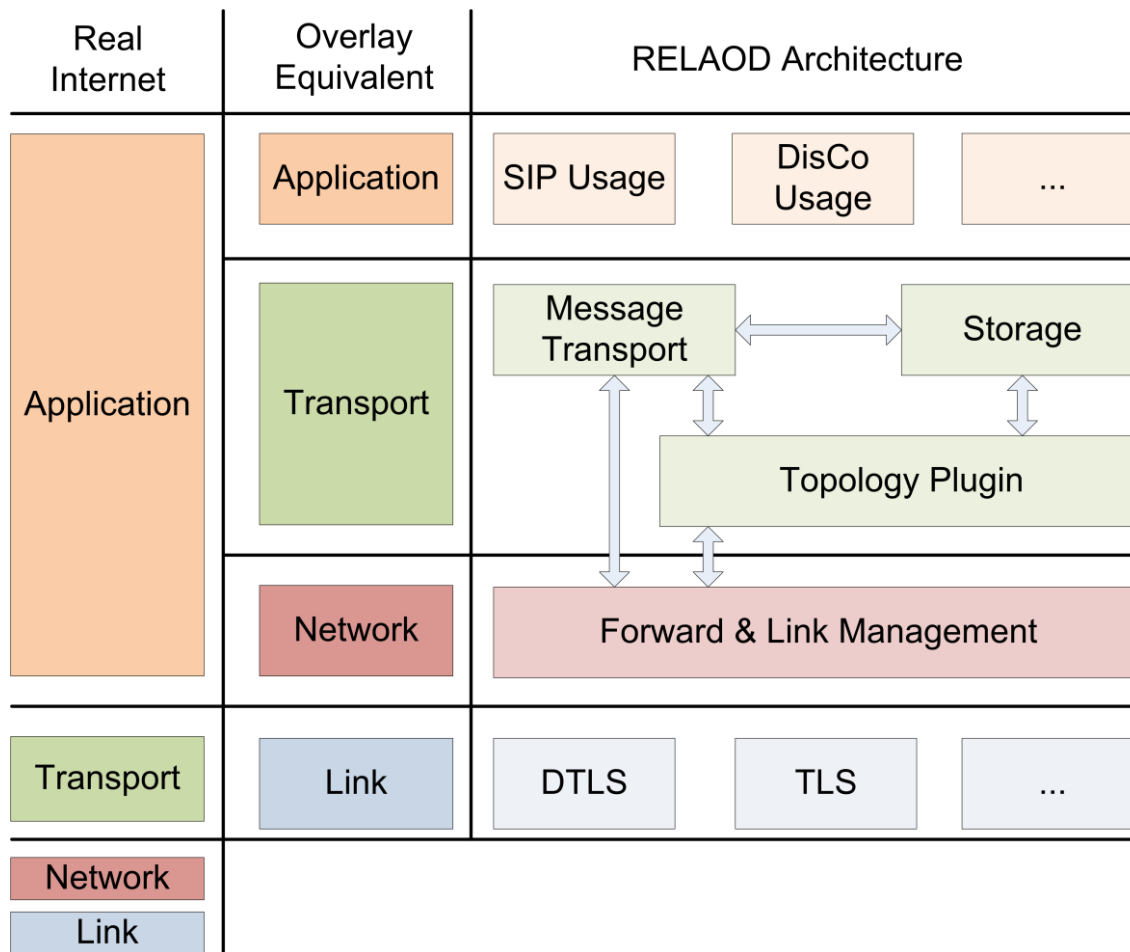 Real
Internet
Overlay
Equivalent
RELAOD Architecture
Application
Application
SIP Usage
DisCo
Usage
...
Transport
Message
Transport
Storage
Topology Plugin
Network
Forward & Link Management
Transport
Link
DTLS
TLS
...
Network
Link